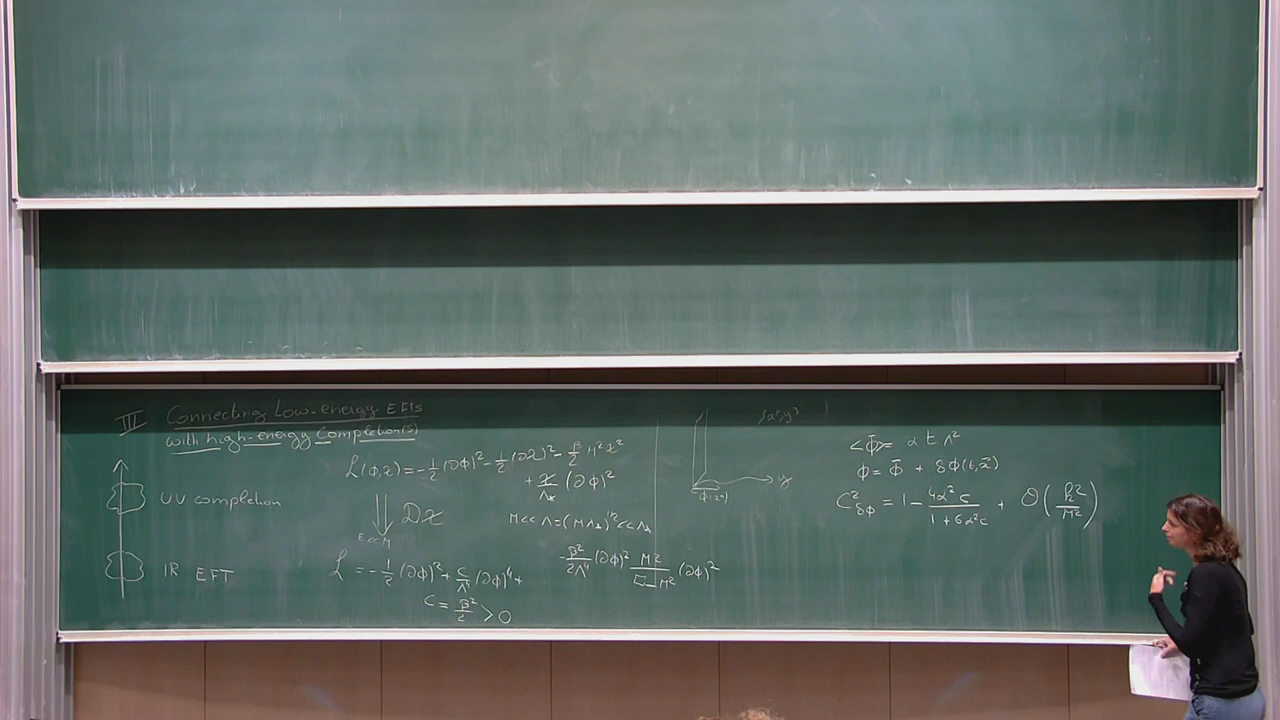 III Connecting Low-energy EFTs
with high-energy completion(s)
UV completion
IR EFT
L(φ,χ) = -1/2 (∂φ)² - 1/2 (∂χ)² - β/2 M²χ²
+ χ/Λ* (∂φ)²
⇓ Dχ
E<<M
M << Λ = (MΛ*)^1/2 << Λ*
L = -1/2 (∂φ)² + C/Λ⁴ (∂φ)⁴ +
C = β²/2 > 0
-β²/2Λ⁴ (∂φ)² M²/(□-M²) (∂φ)²
y
<φ̄> = α t Λ²
φ = φ̄ + δφ(t,x⃗)
C²_δφ = 1 - 4α²c/(1+6α²c) + O(k²/M²)